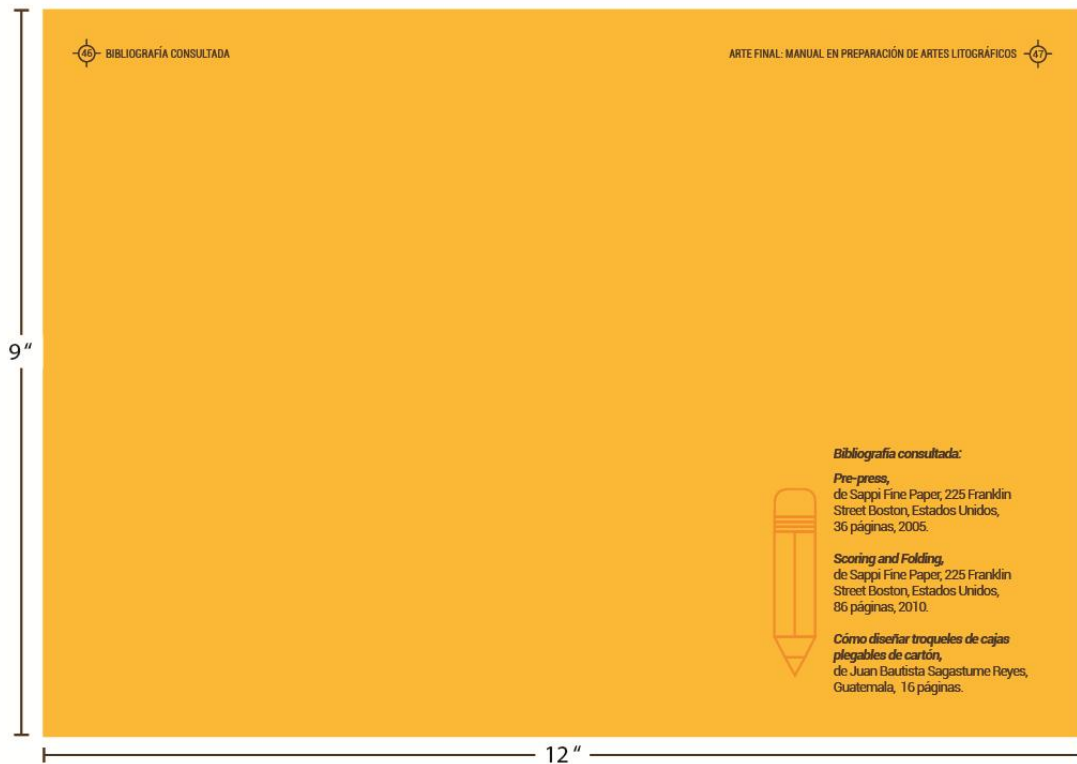 46 BIBLIOGRAFÍA CONSULTADA
ARTE FINAL: MANUAL EN PREPARACIÓN DE ARTES LITOGRÁFICOS 47
9“
Bibliografía consultada:
Pre-press,
de Sappi Fine Paper, 225 Franklin
Street Boston, Estados Unidos,
36 páginas, 2005.
Scoring and Folding,
de Sappi Fine Paper, 225 Franklin
Street Boston, Estados Unidos,
86 páginas, 2010.
Cómo diseñar troqueles de cajas
plegables de cartón,
de Juan Bautista Sagastume Reyes,
Guatemala, 16 páginas.
12“